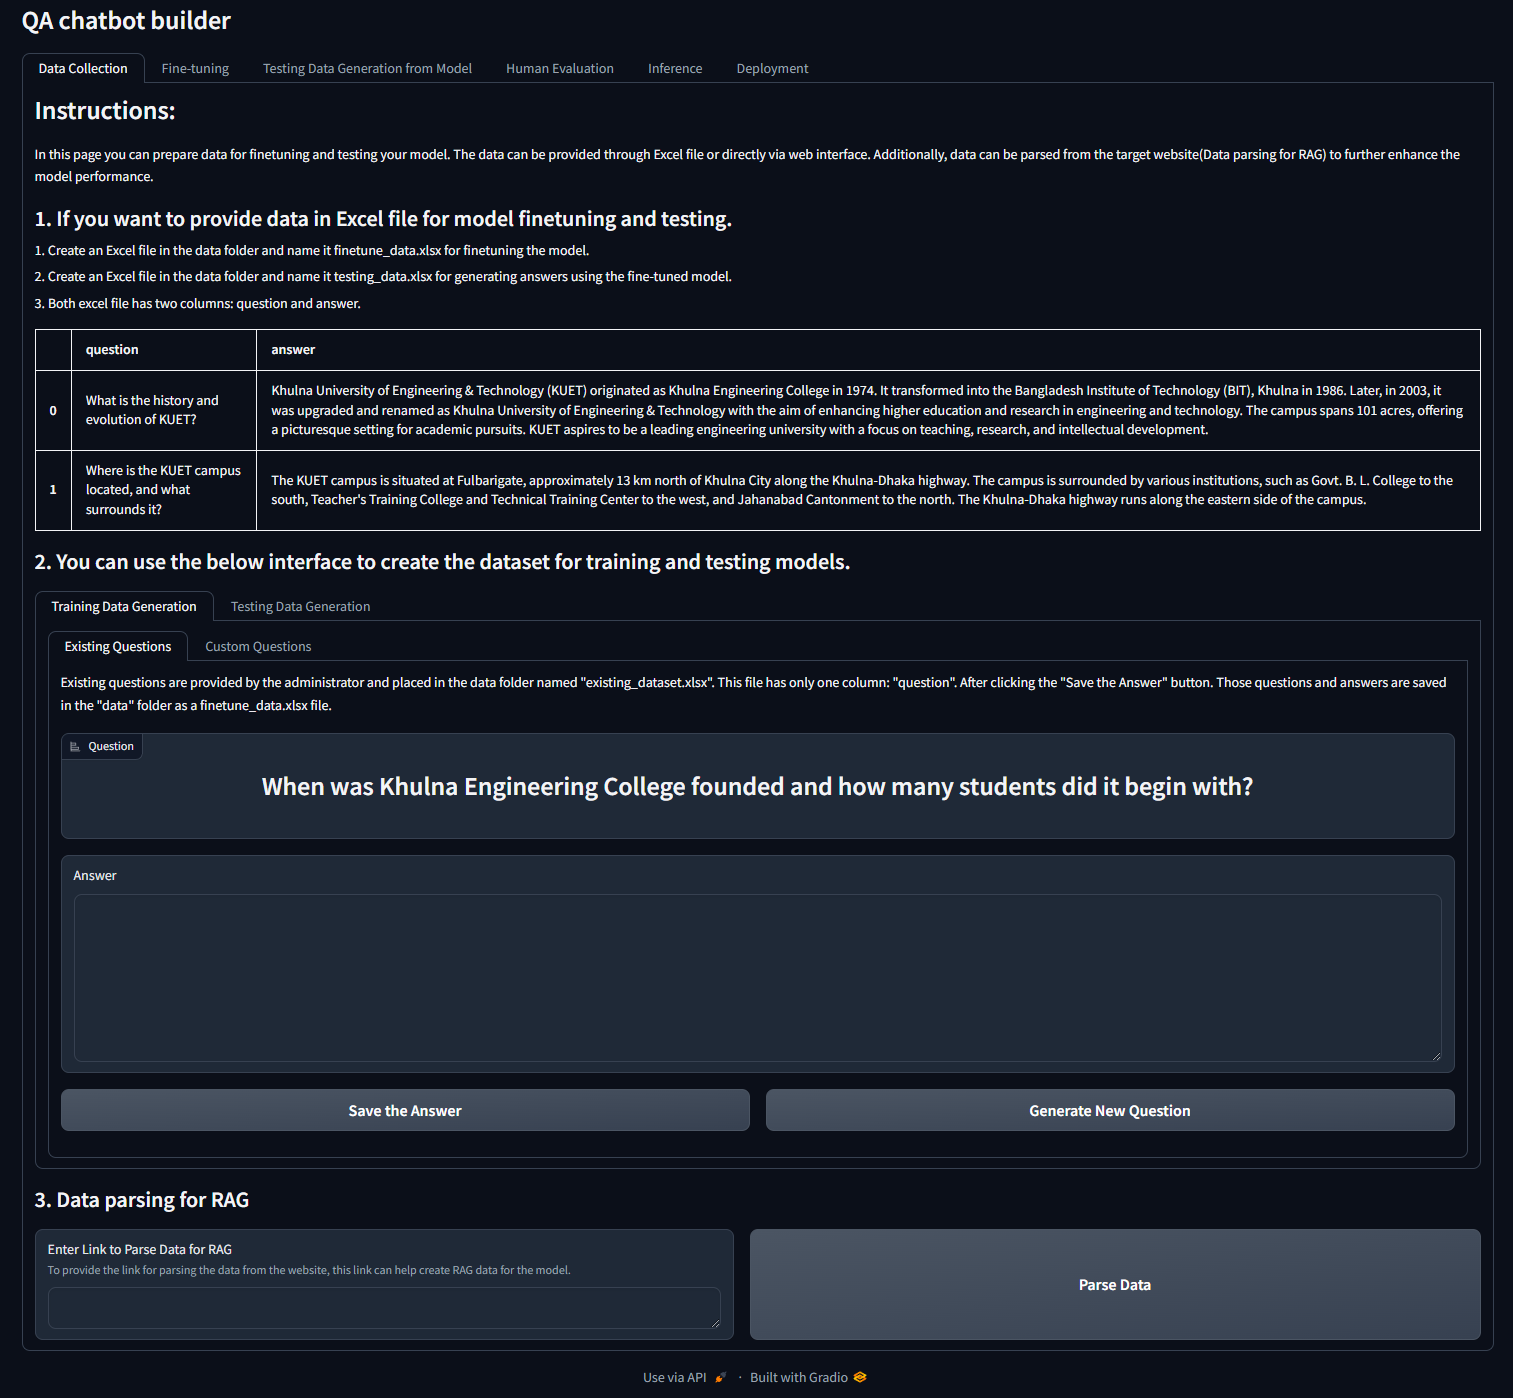 QA chatbot builder
Data Collection
Fine-tuning
Testing Data Generation from Model
Human Evaluation
Inference
Deployment
Instructions:
In this page you can prepare data for finetuning and testing your model. The data can be provided through Excel file or directly via web interface. Additionally, data can be parsed from the target website(Data parsing for RAG) to further enhance the
model performance.
1. If you want to provide data in Excel file for model finetuning and testing.
1. Create an Excel file in the data folder and name it finetune_data.xlsx for finetuning the model.
2. Create an Excel file in the data folder and name it testing_data.xlsx for generating answers using the fine-tuned model.
3. Both excel file has two columns: question and answer.
question
answer
0
What is the history and
evolution of KUET?
Khulna University of Engineering & Technology (KUET) originated as Khulna Engineering College in 1974. It transformed into the Bangladesh Institute of Technology (BIT), Khulna in 1986. Later, in 2003, it
was upgraded and renamed as Khulna University of Engineering & Technology with the aim of enhancing higher education and research in engineering and technology. The campus spans 101 acres, offering
a picturesque setting for academic pursuits. KUET aspires to be a leading engineering university with a focus on teaching, research, and intellectual development.
1
Where is the KUET campus
located, and what
surrounds it?
The KUET campus is situated at Fulbarigate, approximately 13 km north of Khulna City along the Khulna-Dhaka highway. The campus is surrounded by various institutions, such as Govt. B. L. College to the
south, Teacher's Training College and Technical Training Center to the west, and Jahanabad Cantonment to the north. The Khulna-Dhaka highway runs along the eastern side of the campus.
2. You can use the below interface to create the dataset for training and testing models.
Training Data Generation
Testing Data Generation
Existing Questions
Custom Questions
Existing questions are provided by the administrator and placed in the data folder named "existing_dataset.xlsx". This file has only one column: "question". After clicking the "Save the Answer" button. Those questions and answers are saved
in the "data" folder as a finetune_data.xlsx file.
Question
When was Khulna Engineering College founded and how many students did it begin with?
Answer
Save the Answer
Generate New Question
3. Data parsing for RAG
Enter Link to Parse Data for RAG
To provide the link for parsing the data from the website, this link can help create RAG data for the model.
Parse Data
Use via API
·
Built with Gradio